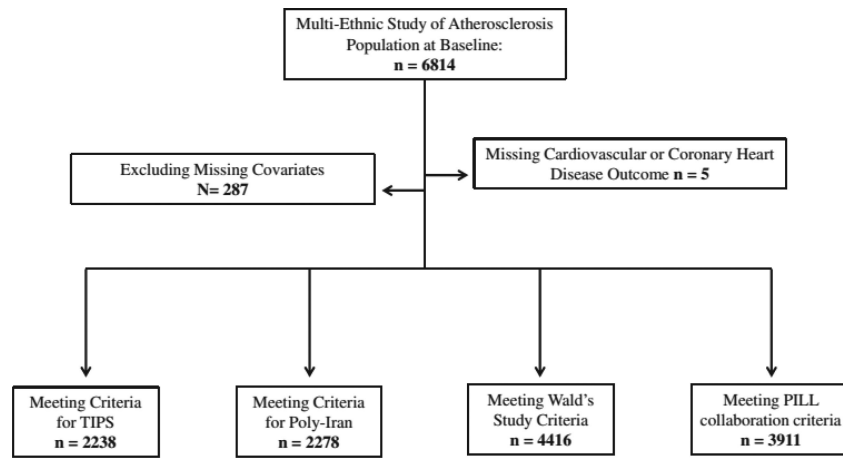 Multi-Ethnic Study of Atherosclerosis
Population at Baseline:
n = 6814
Excluding Missing Covariates
N= 287
Missing Cardiovascular or Coronary Heart
Disease Outcome n = 5
Meeting Criteria
for TIPS
n = 2238
Meeting Criteria
for Poly-Iran
n = 2278
Meeting Wald's
Study Criteria
n = 4416
Meeting PILL
collaboration criteria
n = 3911